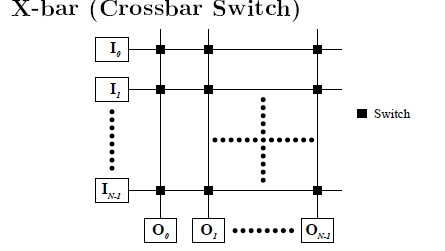 X-bar (Crossbar Switch)
I0
I1
Switch
IN-1
O0 O1 ON-1